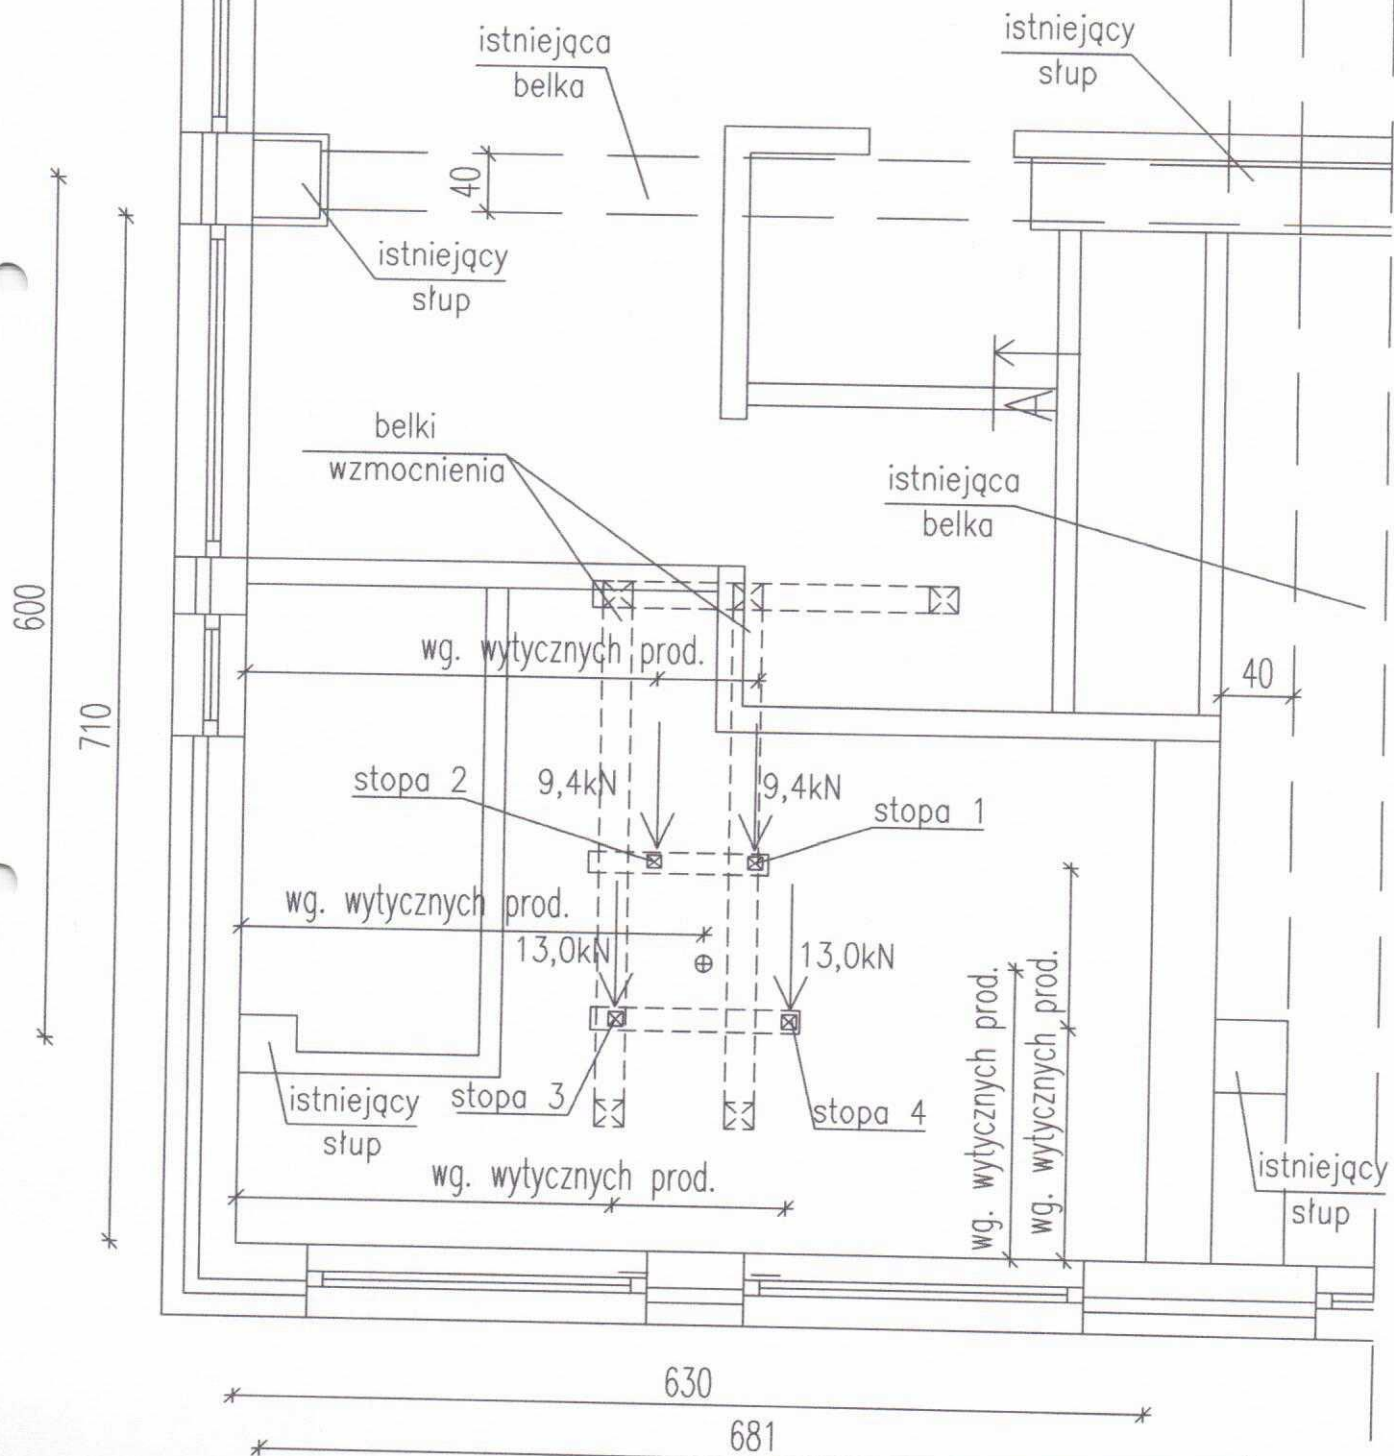 istniejąca
belka
istniejący
słup
40
istniejący
słup
A
belki
wzmocnienia
istniejąca
belka
600
710
wg. wytycznych prod.
40
stopa 2
9,4kN
9,4kN
stopa 1
wg. wytycznych prod.
13,0kN
13,0kN
wg. wytycznych prod.
wg. wytycznych prod.
istniejący
słup
stopa 3
stopa 4
wg. wytycznych prod.
istniejący
słup
630
681